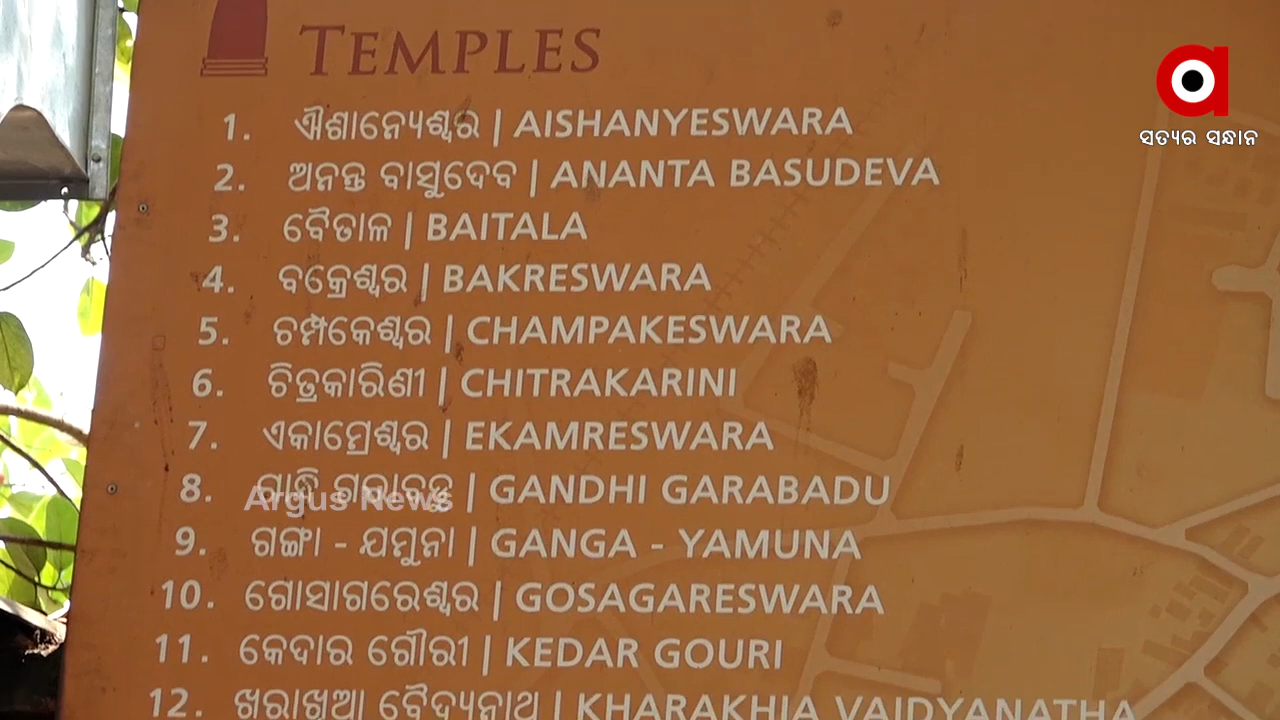 TEMPLES
ସତ୍ୟର ସନ୍ଧାନ
1. ଐଶାନ୍ୟେଶ୍ୱର | AISHANYESWARA
2. ଅନନ୍ତ ବାସୁଦେବ | ANANTA BASUDEVA
3. ବୈତାଳ | BAITALA
4. ବକ୍ରେଶ୍ୱର | BAKRESWARA
5. ଚମ୍ପକେଶ୍ୱର | CHAMPAKESWARA
6. ଚିତ୍ରକାରିଣୀ | CHITRAKARINI
7. ଏକାମ୍ରେଶ୍ୱର | EKAMRESWARA
8. | GANDHI GARABADU
Argus News
9. ଗଙ୍ଗା - ଯମୁନା | GANGA - YAMUNA
10. ଗୋସାଗରେଶ୍ୱର | GOSAGARESWARA
11. କେଦାର ଗୌରୀ | KEDAR GOURI
12. ଖରାଖିଆ ବୈଦ୍ୟନାଥ | KHARAKHIA VAIDYANATHA